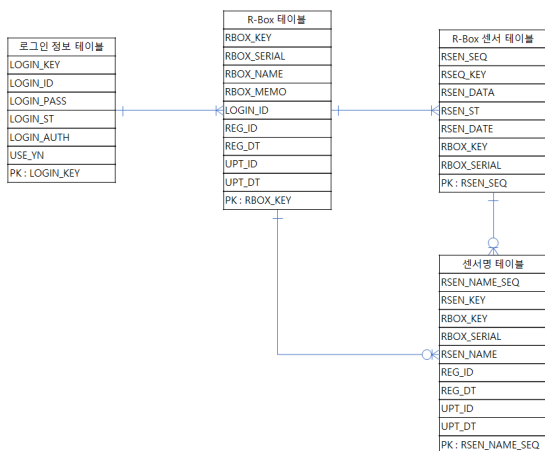 로그인 정보 테이블
LOGIN_KEY
LOGIN_ID
LOGIN_PASS
LOGIN_ST
LOGIN_AUTH
USE_YN
PK : LOGIN_KEY
R-Box 테이블
RBOX_KEY
RBOX_SERIAL
RBOX_NAME
RBOX_MEMO
LOGIN_ID
REG_ID
REG_DT
UPT_ID
UPT_DT
PK : RBOX_KEY
R-Box 센서 테이블
RSEN_SEQ
RSEQ_KEY
RSEN_DATA
RSEN_ST
RSEN_DATE
RBOX_KEY
RBOX_SERIAL
PK : RSEN_SEQ
센서명 테이블
RSEN_NAME_SEQ
RSEN_KEY
RBOX_KEY
RBOX_SERIAL
RSEN_NAME
REG_ID
REG_DT
UPT_ID
UPT_DT
PK : RSEN_NAME_SEQ